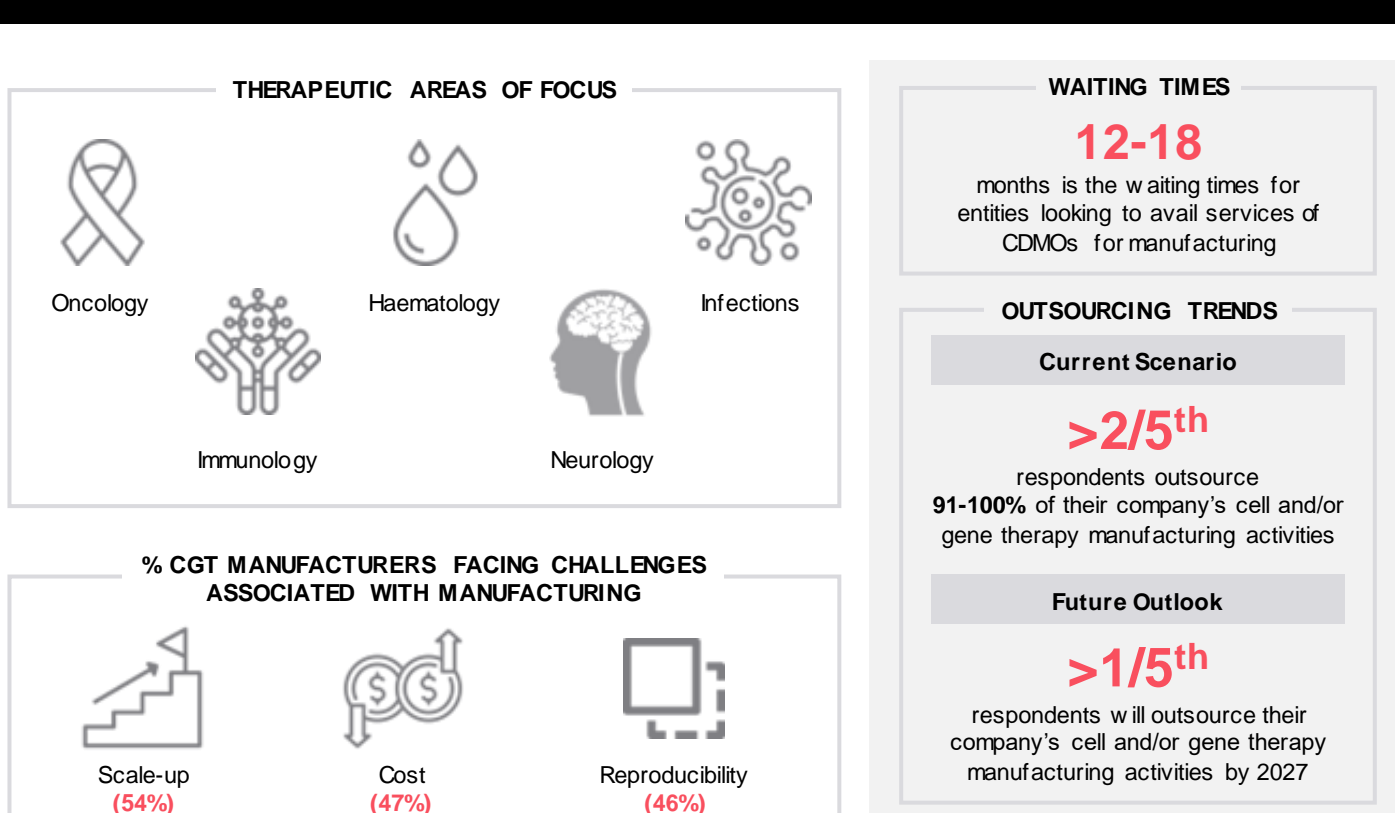 THERAPEUTIC AREAS OF FOCUS
Oncology
Haematology
Infections
Immunology
Neurology
% CGT MANUFACTURERS FACING CHALLENGES
ASSOCIATED WITH MANUFACTURING
$ $
Scale-up
(54%)
Cost
(47%)
Reproducibility
(46%)
WAITING TIMES
12-18
months is the waiting times for
entities looking to avail services of
CDMOs for manufacturing
OUTSOURCING TRENDS
Current Scenario
>2/5th
respondents outsource
91-100% of their company's cell and/or
gene therapy manufacturing activities
Future Outlook
>1/5th
respondents will outsource their
company's cell and/or gene therapy
manufacturing activities by 2027